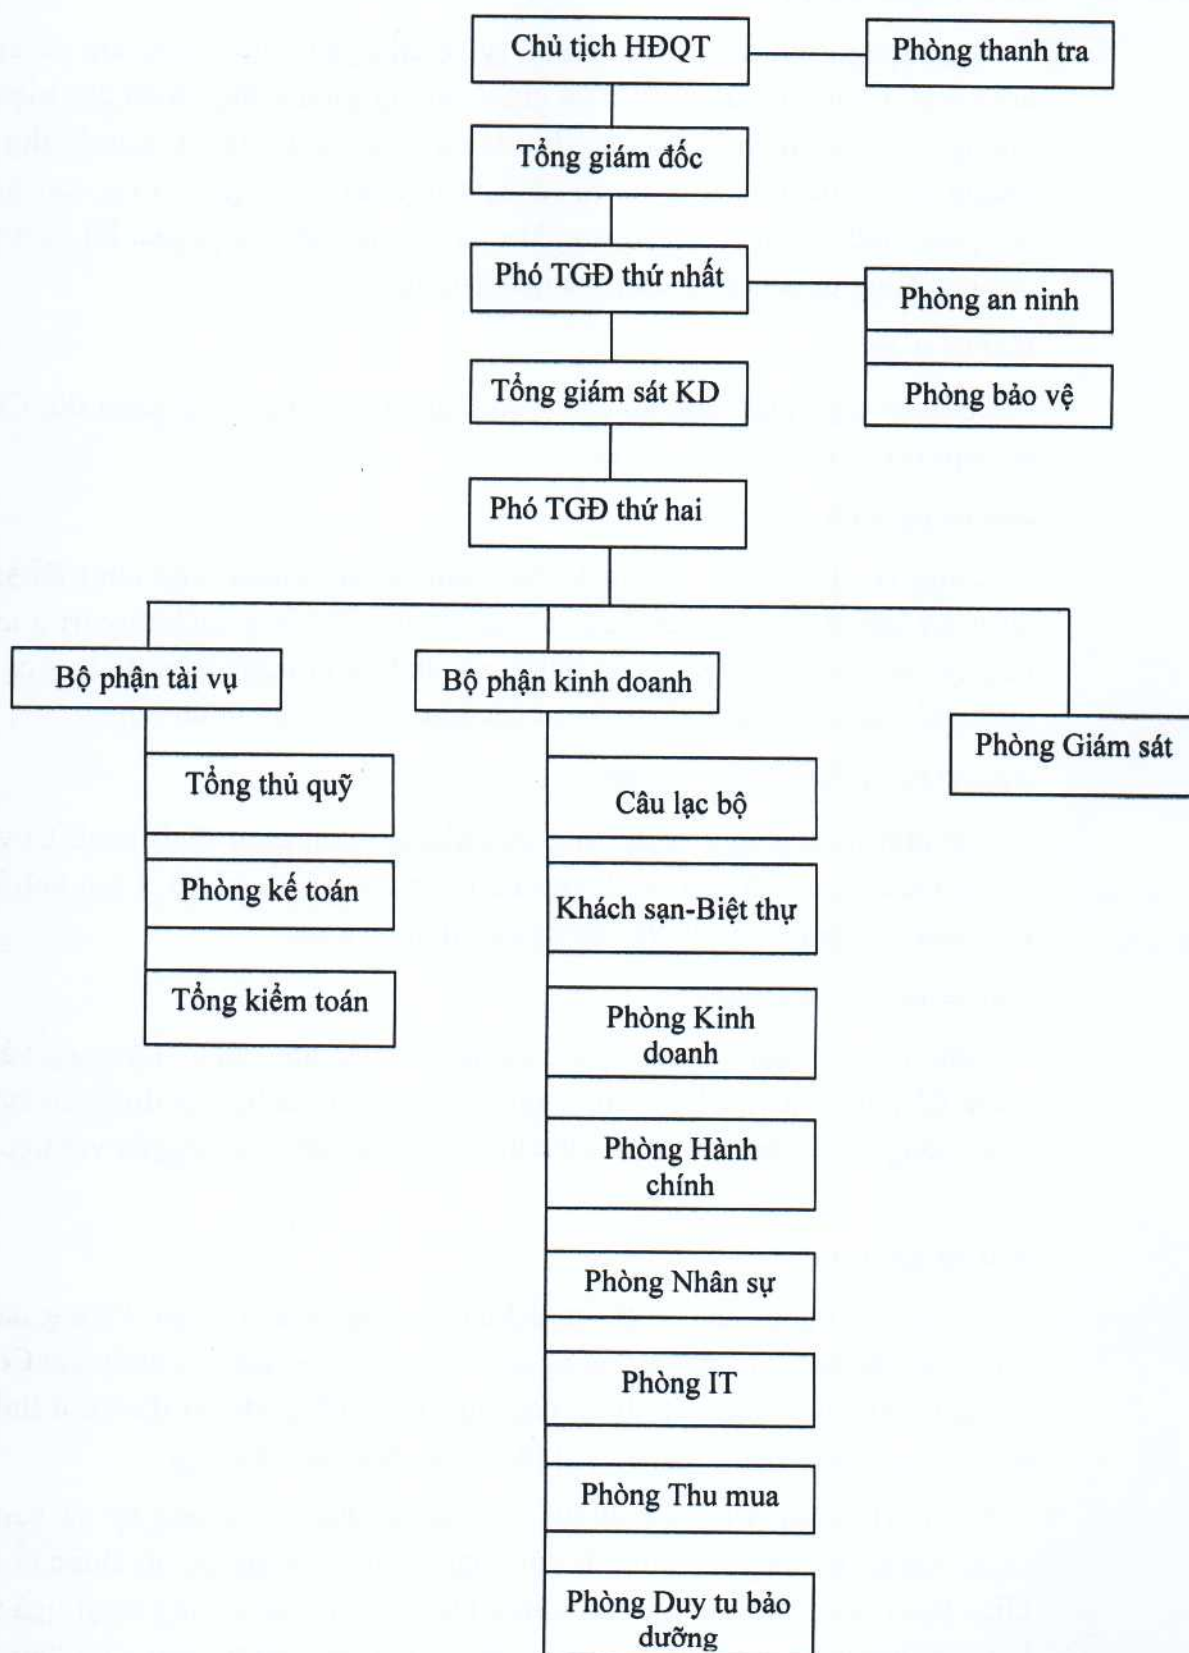 Chủ tịch HĐQT
Phòng thanh tra
Tổng giám đốc
Phó TGĐ thứ nhất
Phòng an ninh
Tổng giám sát KD
Phòng bảo vệ
Phó TGĐ thứ hai
Bộ phận tài vụ
Bộ phận kinh doanh
Phòng Giám sát
Tổng thủ quỹ
Phòng kế toán
Tổng kiểm toán
Câu lạc bộ
Khách sạn-Biệt thự
Phòng Kinh
doanh
Phòng Hành
chính
Phòng Nhân sự
Phòng IT
Phòng Thu mua
Phòng Duy tu bảo
dưỡng